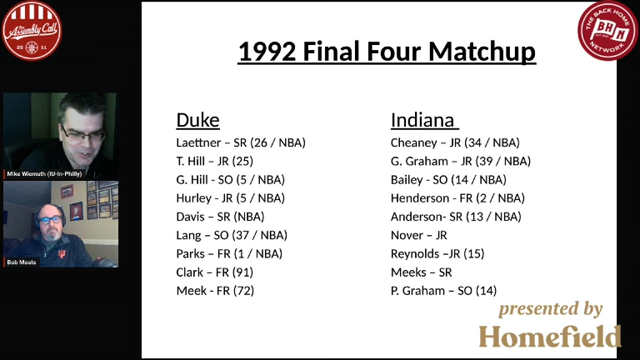 The
Assembly Call
20 11
THE BACK HOME
BHN
NETWORK
1992 Final Four Matchup
Duke
Laettner – SR (26 / NBA)
T. Hill – JR (25)
G. Hill - SO (5 / NBA)
Hurley - JR (5 / NBA)
Davis – SR (NBA)
Lang – SO (37 / NBA)
Parks – FR (1 / NBA)
Clark – FR (91)
Meek - FR (72)
Indiana
Cheaney – JR (34 / NBA)
G. Graham – JR (39 / NBA)
Bailey - SO (14 / NBA)
Henderson - FR (2 / NBA)
Anderson- SR (13 / NBA)
Nover – JR
Reynolds –JR (15)
Meeks – SR
P. Graham – SO (14)
Mike Wiemuth (IU-In-Philly)
Bob Moats
presented by
Homefield